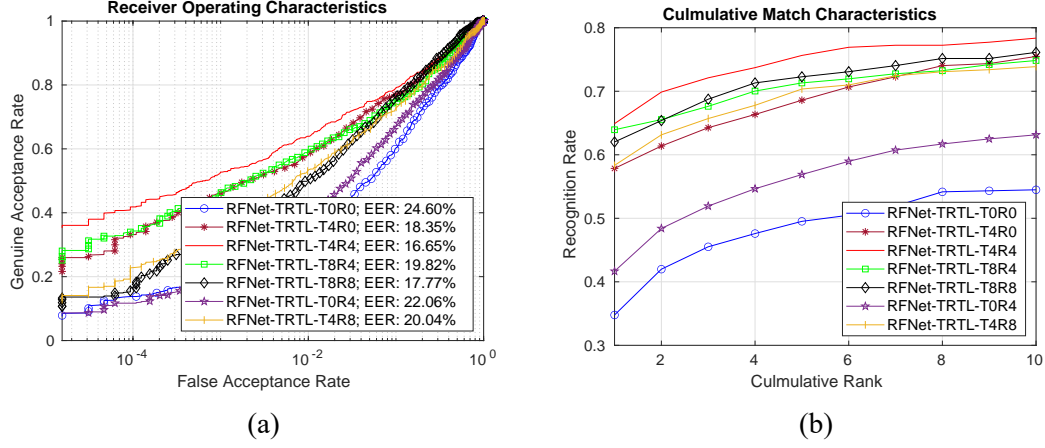 Receiver Operating Characteristics
1
0.8
0.6
0.4
0.2
0
Genuine Acceptance Rate
RFNet-TRTL-T0R0; EER: 24.60%
RFNet-TRTL-T4R0; EER: 18.35%
RFNet-TRTL-T4R4; EER: 16.65%
RFNet-TRTL-T8R4; EER: 19.82%
RFNet-TRTL-T8R8; EER: 17.77%
RFNet-TRTL-T0R4; EER: 22.06%
RFNet-TRTL-T4R8; EER: 20.04%
10^-4 10^-2 10^0
False Acceptance Rate
(a)
Culmulative Match Characteristics
0.8
0.7
0.6
0.5
0.4
0.3
Recognition Rate
RFNet-TRTL-T0R0
RFNet-TRTL-T4R0
RFNet-TRTL-T4R4
RFNet-TRTL-T8R4
RFNet-TRTL-T8R8
RFNet-TRTL-T0R4
RFNet-TRTL-T4R8
2 4 6 8 10
Culmulative Rank
(b)